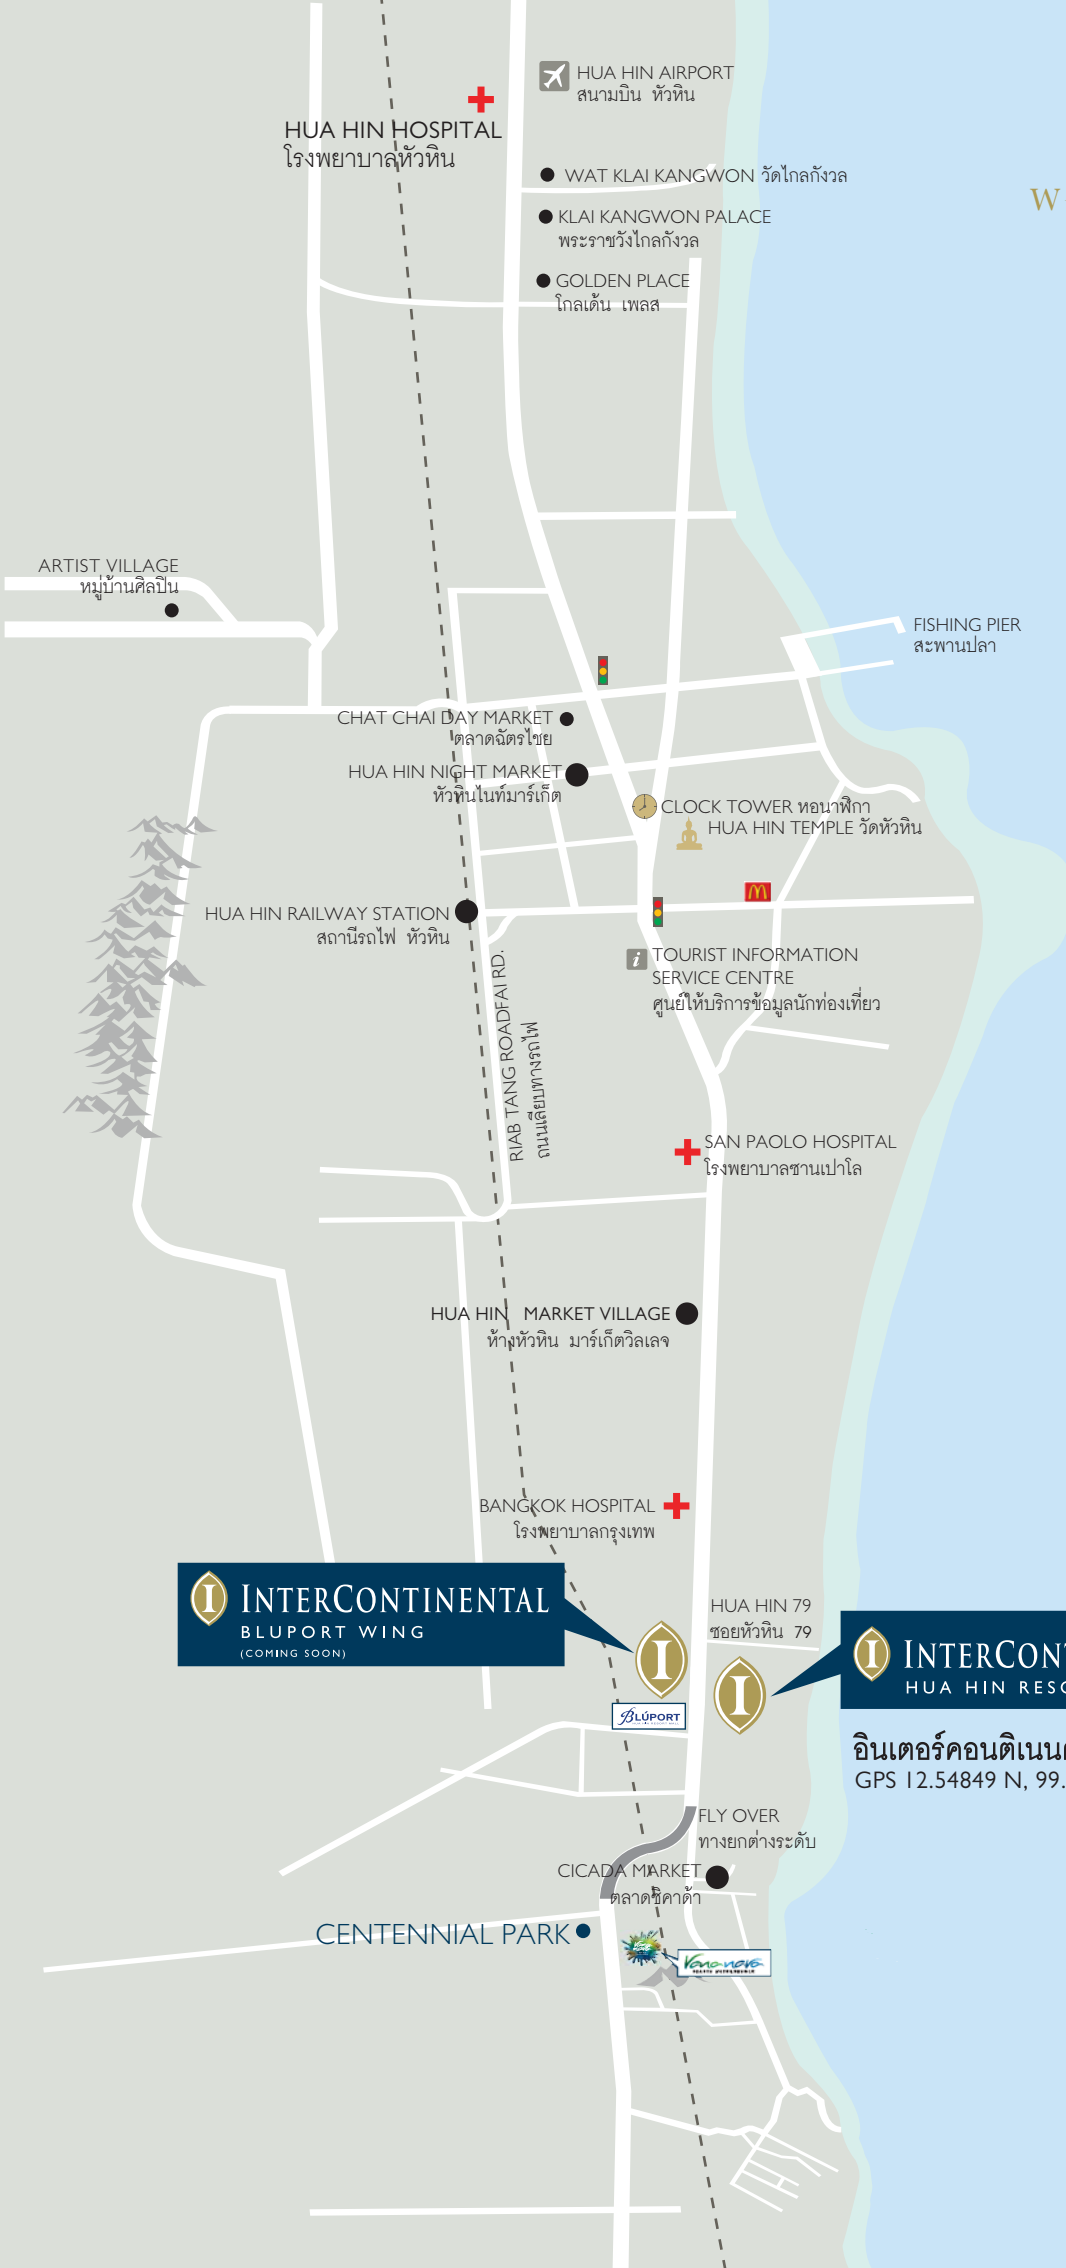 HUA HIN AIRPORT
สนามบิน หัวหิน
HUA HIN HOSPITAL
โรงพยาบาลหัวหิน
WAT KLAI KANGWON วัดไกลกังวล
W
KLAI KANGWON PALACE
พระราชวังไกลกังวล
GOLDEN PLACE
โกลเด้น เพลส
ARTIST VILLAGE
หมู่บ้านศิลปิน
FISHING PIER
สะพานปลา
CHAT CHAI DAY MARKET
ตลาดฉัตรไชย
HUA HIN NIGHT MARKET
หัวหินไนท์มาร์เก็ต
CLOCK TOWER หอนาฬิกา
HUA HIN TEMPLE วัดหัวหิน
HUA HIN RAILWAY STATION
สถานีรถไฟ หัวหิน
i
TOURIST INFORMATION
SERVICE CENTRE
ศูนย์ให้บริการข้อมูลนักท่องเที่ยว
RIAB TANG ROADFAI RD.
ถนนเลียบทางรถไฟ
SAN PAOLO HOSPITAL
โรงพยาบาลซานเปาโล
HUA HIN MARKET VILLAGE
ห้างหัวหิน มาร์เก็ตวิลเลจ
BANGKOK HOSPITAL
โรงพยาบาลกรุงเทพ
I INTERCONTINENTAL
BLUPORT WING
(COMING SOON)
HUA HIN 79
ซอยหัวหิน 79
I
I
I INTERCON
HUA HIN RESO
BLÚPORT
อินเตอร์คอนติเนน
GPS 12.54849 N, 99.
FLY OVER
ทางยกต่างระดับ
CICADA MARKET
ตลาดซิคาด้า
CENTENNIAL PARK
Vana nava